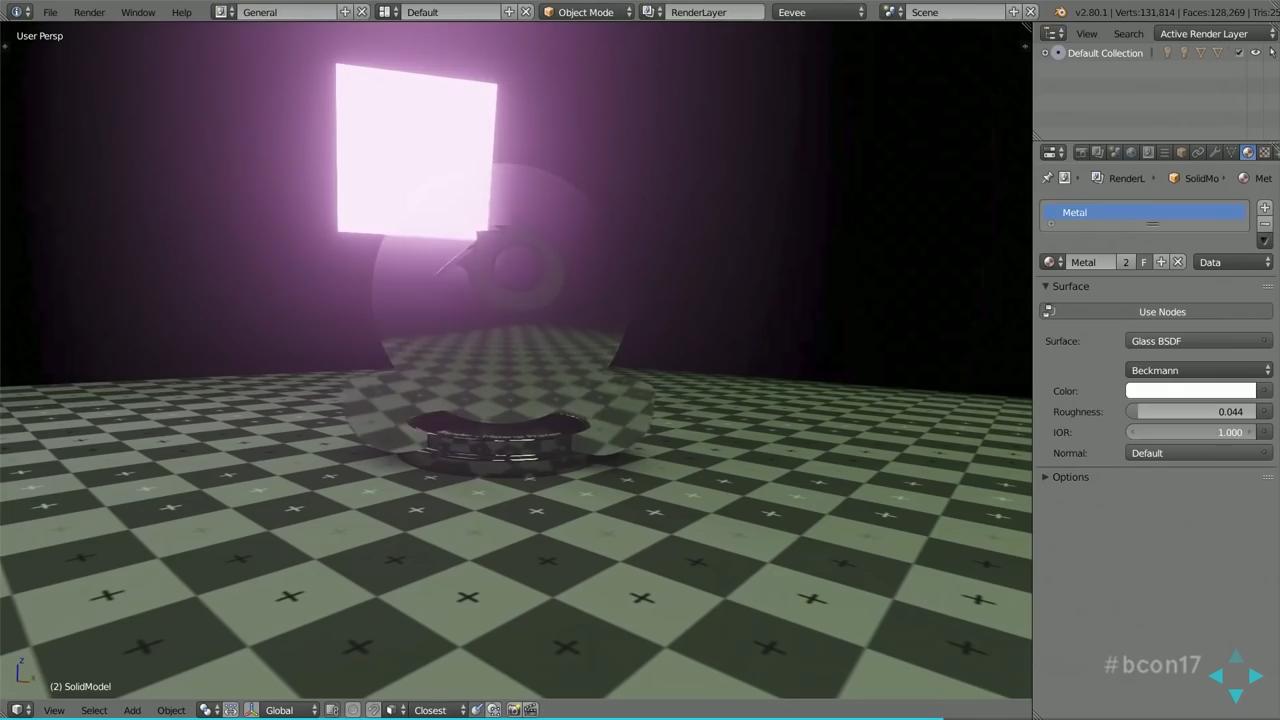 File Render Window Help General Default Object Mode RenderLayer Eevee Scene v2.80.1 | Verts:131,814 | Faces:128,269 | Tris:25
User Persp
View Search Active Render Layer
Default Collection
RenderL SolidMo Met
Metal
Metal 2 F Data
Surface
Use Nodes
Surface: Glass BSDF
Beckmann
Color:
Roughness: 0.044
IOR: 1.000
Normal: Default
Options
#bcon17
z
x
(2) SolidModel
View Select Add Object Global Closest